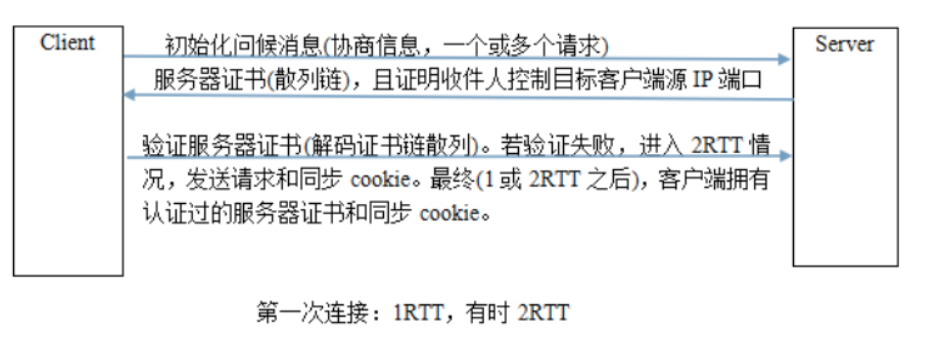 Client
Server
初始化问候消息(协商信息，一个或多个请求)
服务器证书(散列链)，且证明收件人控制目标客户端源 IP 端口
验证服务器证书(解码证书链散列)。若验证失败，进入 2RTT 情
况，发送请求和同步 cookie。最终(1 或 2RTT 之后)，客户端拥有
认证过的服务器证书和同步 cookie。
第一次连接：1RTT，有时 2RTT